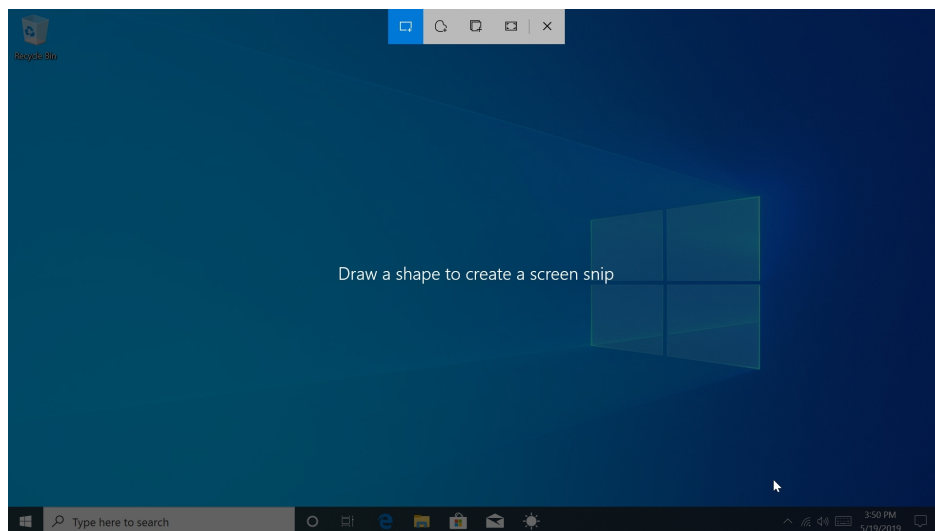 Recycle Bin
Draw a shape to create a screen snip
Type here to search
3:50 PM
5/19/2019